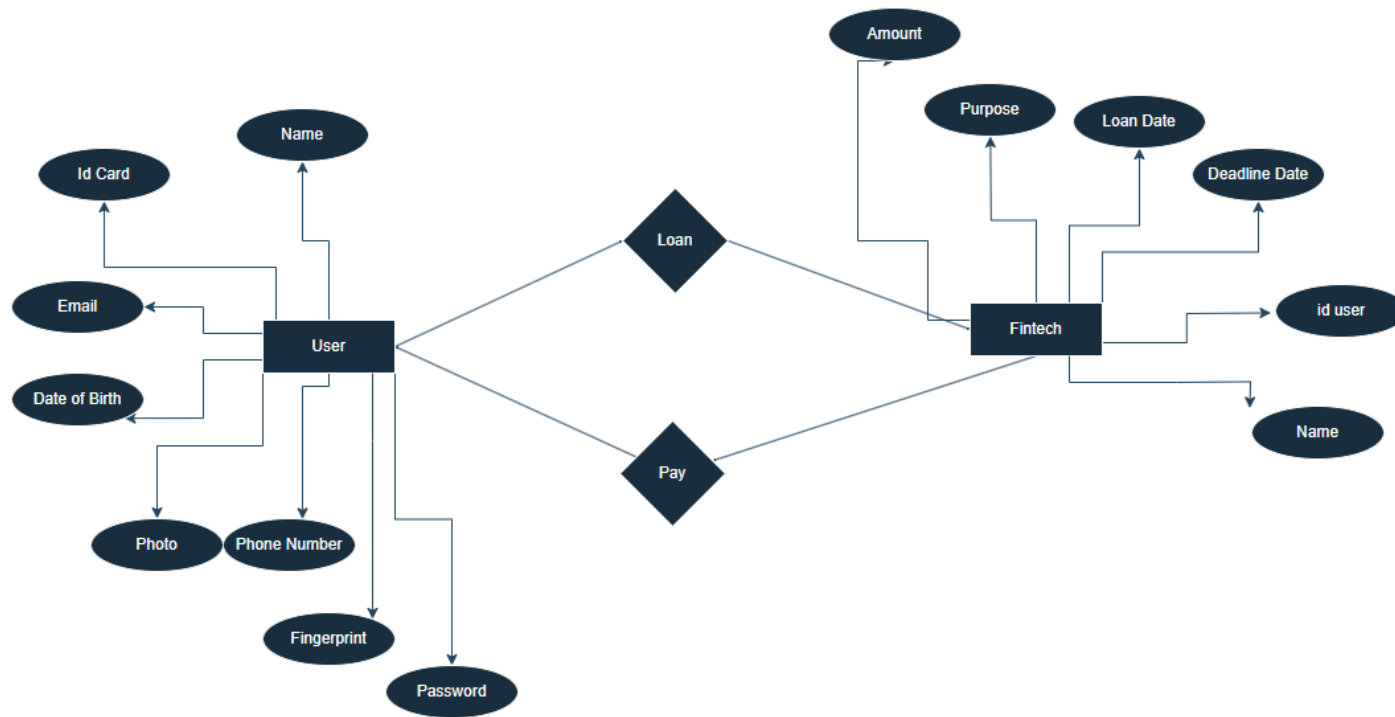 Amount
Purpose
Loan Date
Name
Id Card
Deadline Date
Loan
Email
id user
Fintech
User
Date of Birth
Name
Pay
Photo
Phone Number
Fingerprint
Password